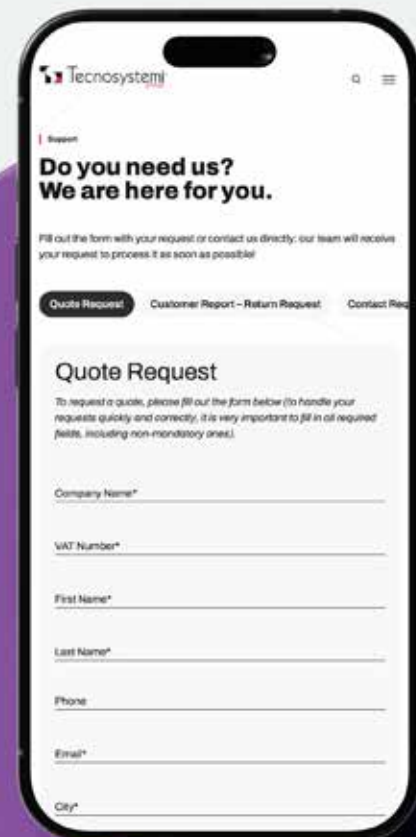 Tecnosystemi
Support
Do you need us?
We are here for you.
Fill out the form with your request or contact us directly: our team will receive
your request to process it as soon as possible!
Quote Request Customer Report – Return Request Contact Req
Quote Request
To request a quote, please fill out the form below (to handle your
requests quickly and correctly, it is very important to fill in all required
fields, including non-mandatory ones).
Company Name*
VAT Number*
First Name*
Last Name*
Phone
Email*
City*